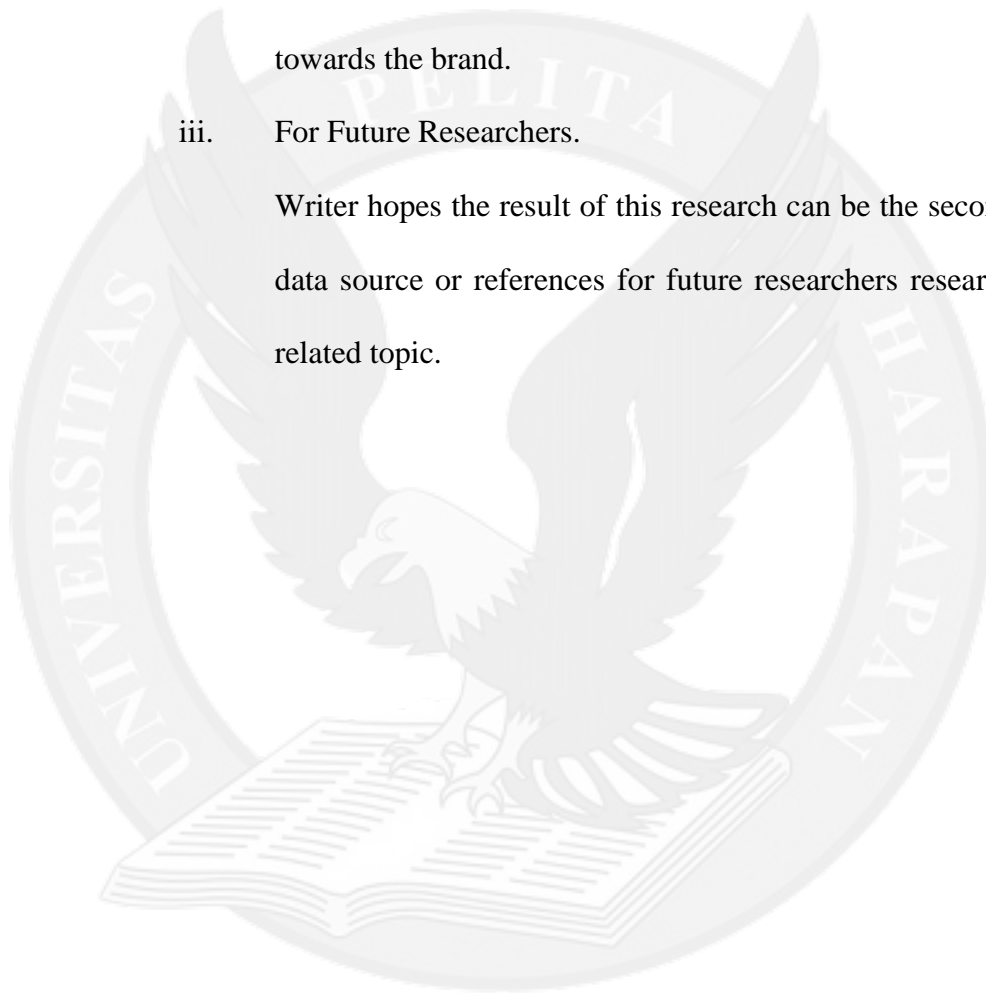 towards the brand.
iii. For Future Researchers.
Writer hopes the result of this research can be the
data source or references for future researchers
related topic.
UNIVERSITAS PELITA HARAPAN